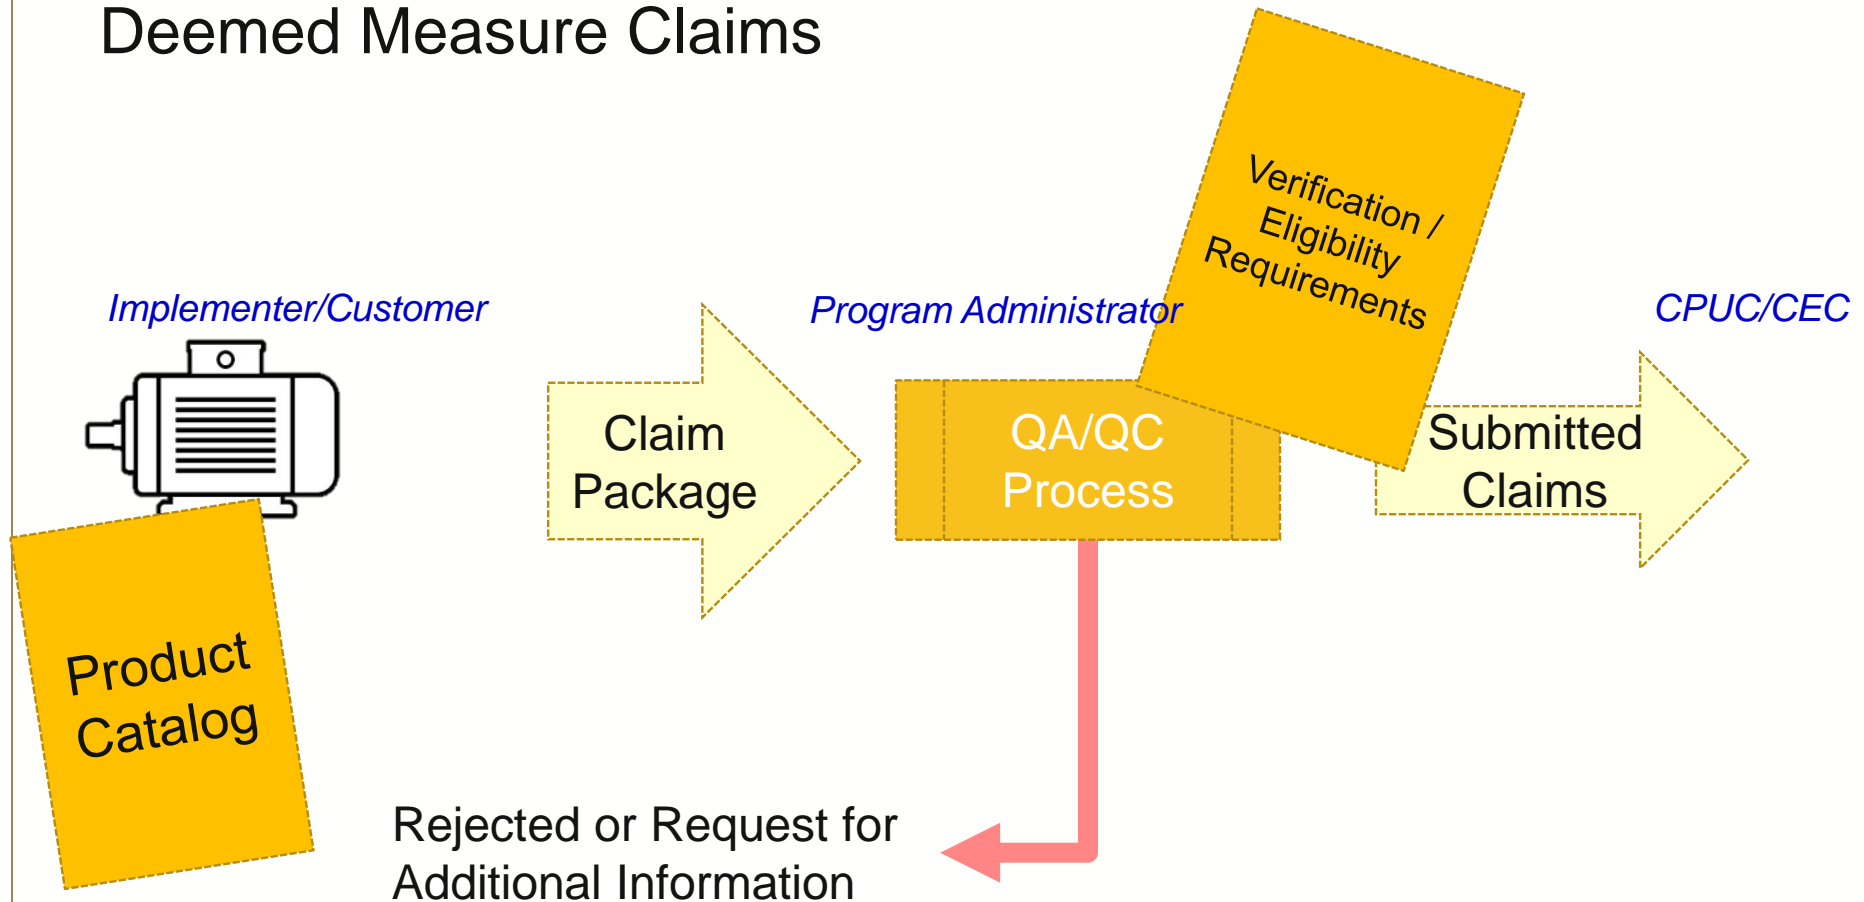 Deemed Measure Claims
Verification /
Eligibility
Requirements
Implementer/Customer
Program Administrator
CPUC/CEC
Claim
Package
QA/QC
Process
Submitted
Claims
Product
Catalog
Rejected or Request for
Additional Information